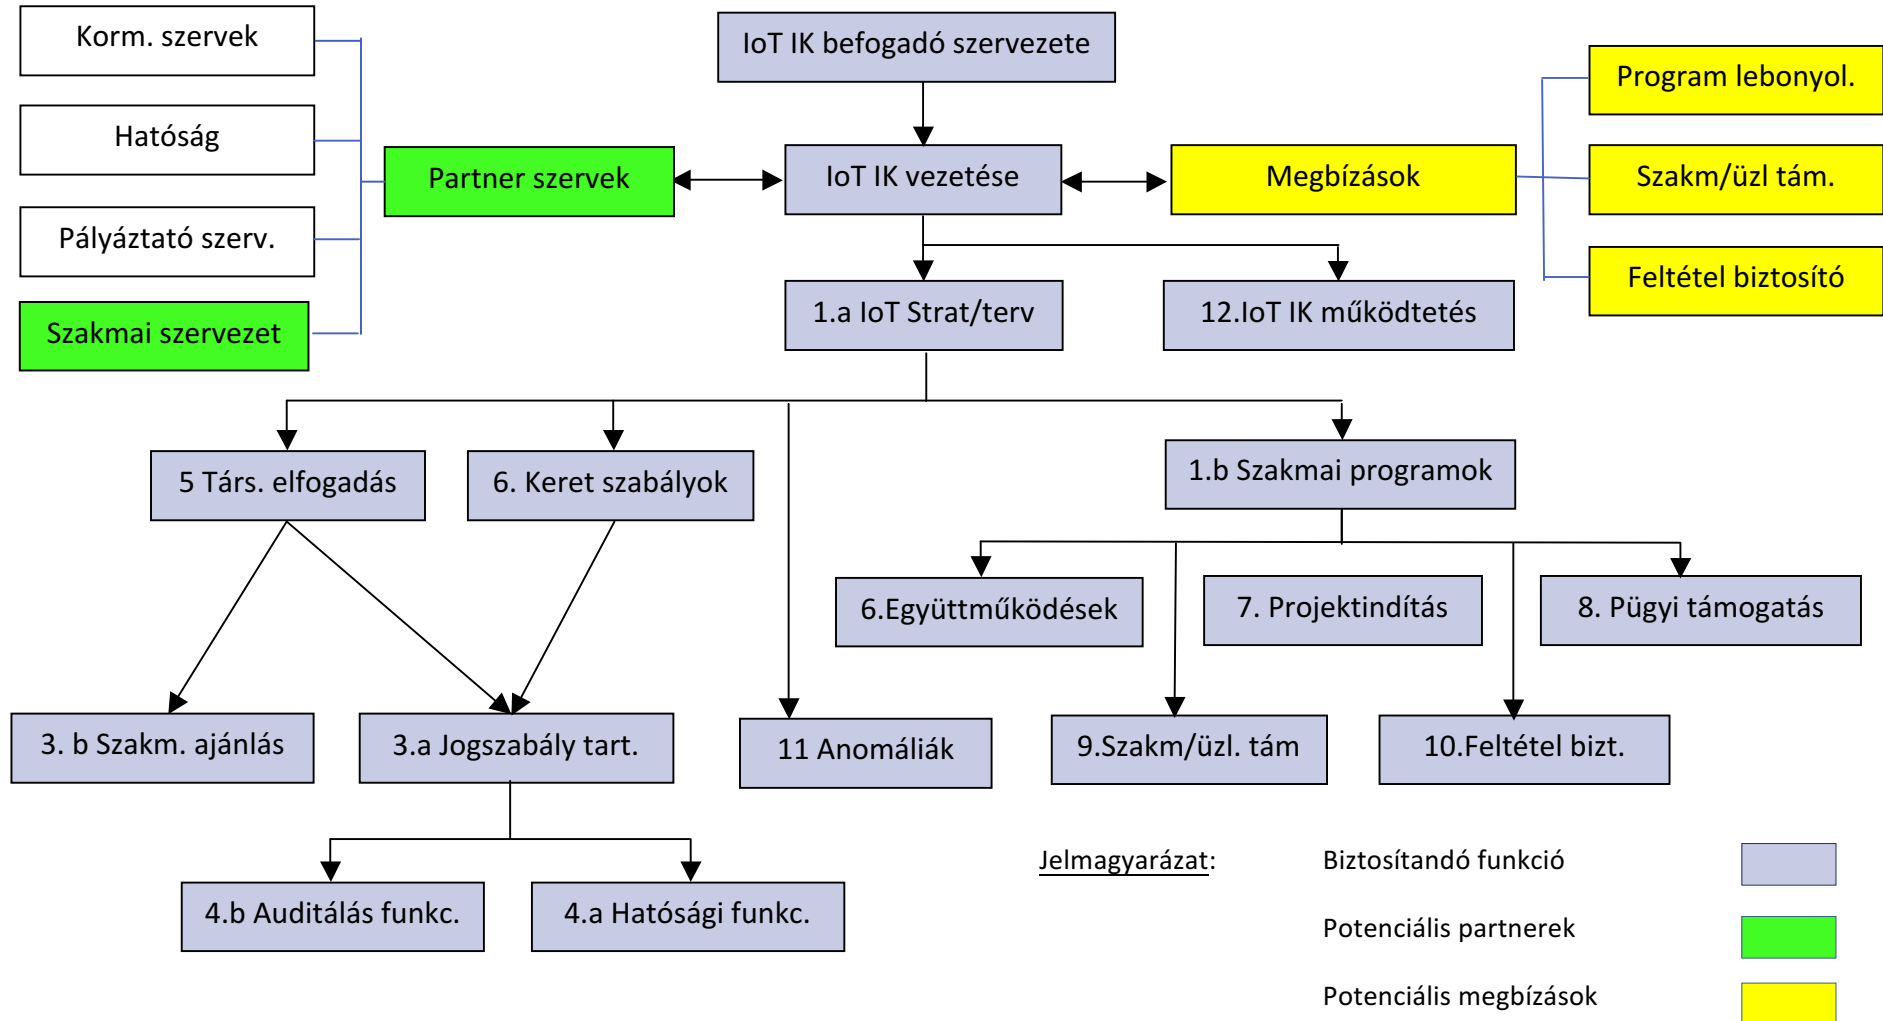 Korm. szervek
IoT IK befogadó szervezete
Program lebonyol.
Hatóság
Partner szervek
IoT IK vezetése
Megbízások
Szakm/üzl tám.
Pályáztató szerv.
Feltétel biztosító
Szakmai szervezet
1.a IoT Strat/terv
12.IoT IK működtetés
5 Társ. elfogadás
6. Keret szabályok
1.b Szakmai programok
6.Együttműködések
7. Projektindítás
8. Pügyi támogatás
3. b Szakm. ajánlás
3.a Jogszabály tart.
11 Anomáliák
9.Szakm/üzl. tám
10.Feltétel bizt.
4.b Auditálás funkc.
4.a Hatósági funkc.
Jelmagyarázat:
Biztosítandó funkció
Potenciális partnerek
Potenciális megbízások